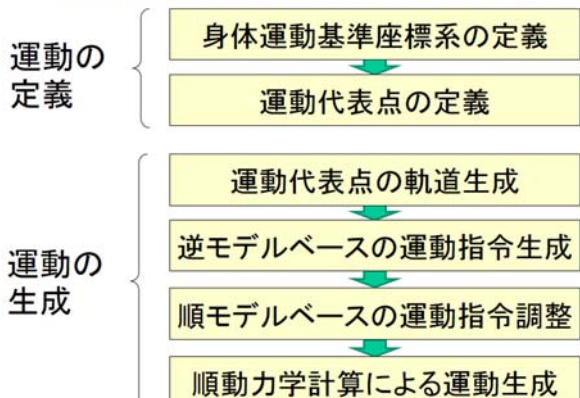 運動の
定義
身体運動基準座標系の定義
運動代表点の定義
運動の
生成
運動代表点の軌道生成
逆モデルベースの運動指令生成
順モデルベースの運動指令調整
順動力学計算による運動生成